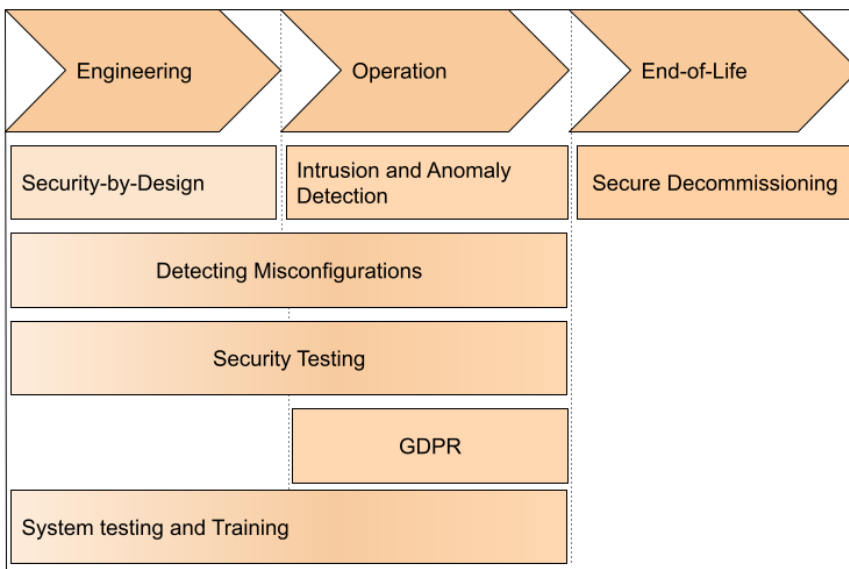 Engineering
Operation
End-of-Life
Security-by-Design
Intrusion and Anomaly
Detection
Secure Decommissioning
Detecting Misconfigurations
Security Testing
GDPR
System testing and Training